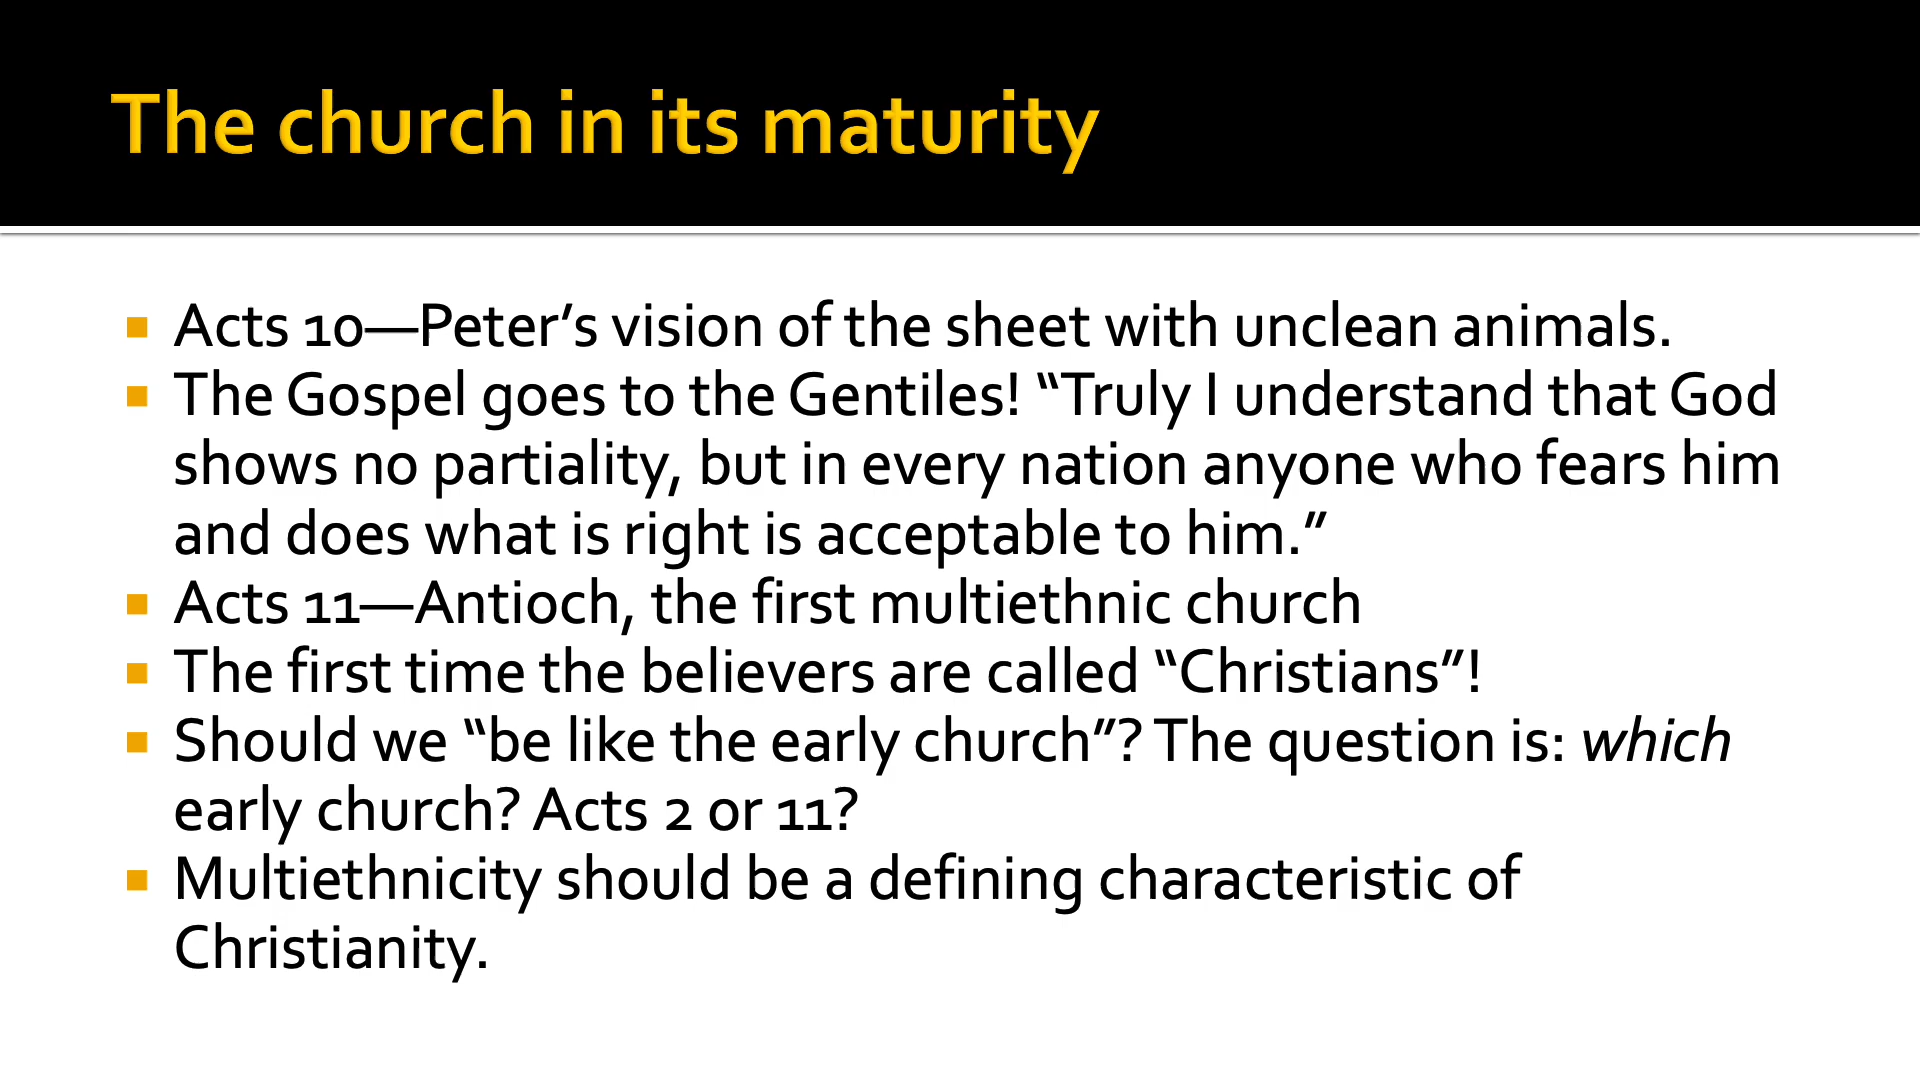 The church in its maturity
Acts 10—Peter’s vision of the sheet with unclean animals.
The Gospel goes to the Gentiles! “Truly I understand that God
shows no partiality, but in every nation anyone who fears him
and does what is right is acceptable to him.”
Acts 11—Antioch, the first multiethnic church
The first time the believers are called “Christians”!
Should we “be like the early church”? The question is: which
early church? Acts 2 or 11?
Multiethnicity should be a defining characteristic of
Christianity.